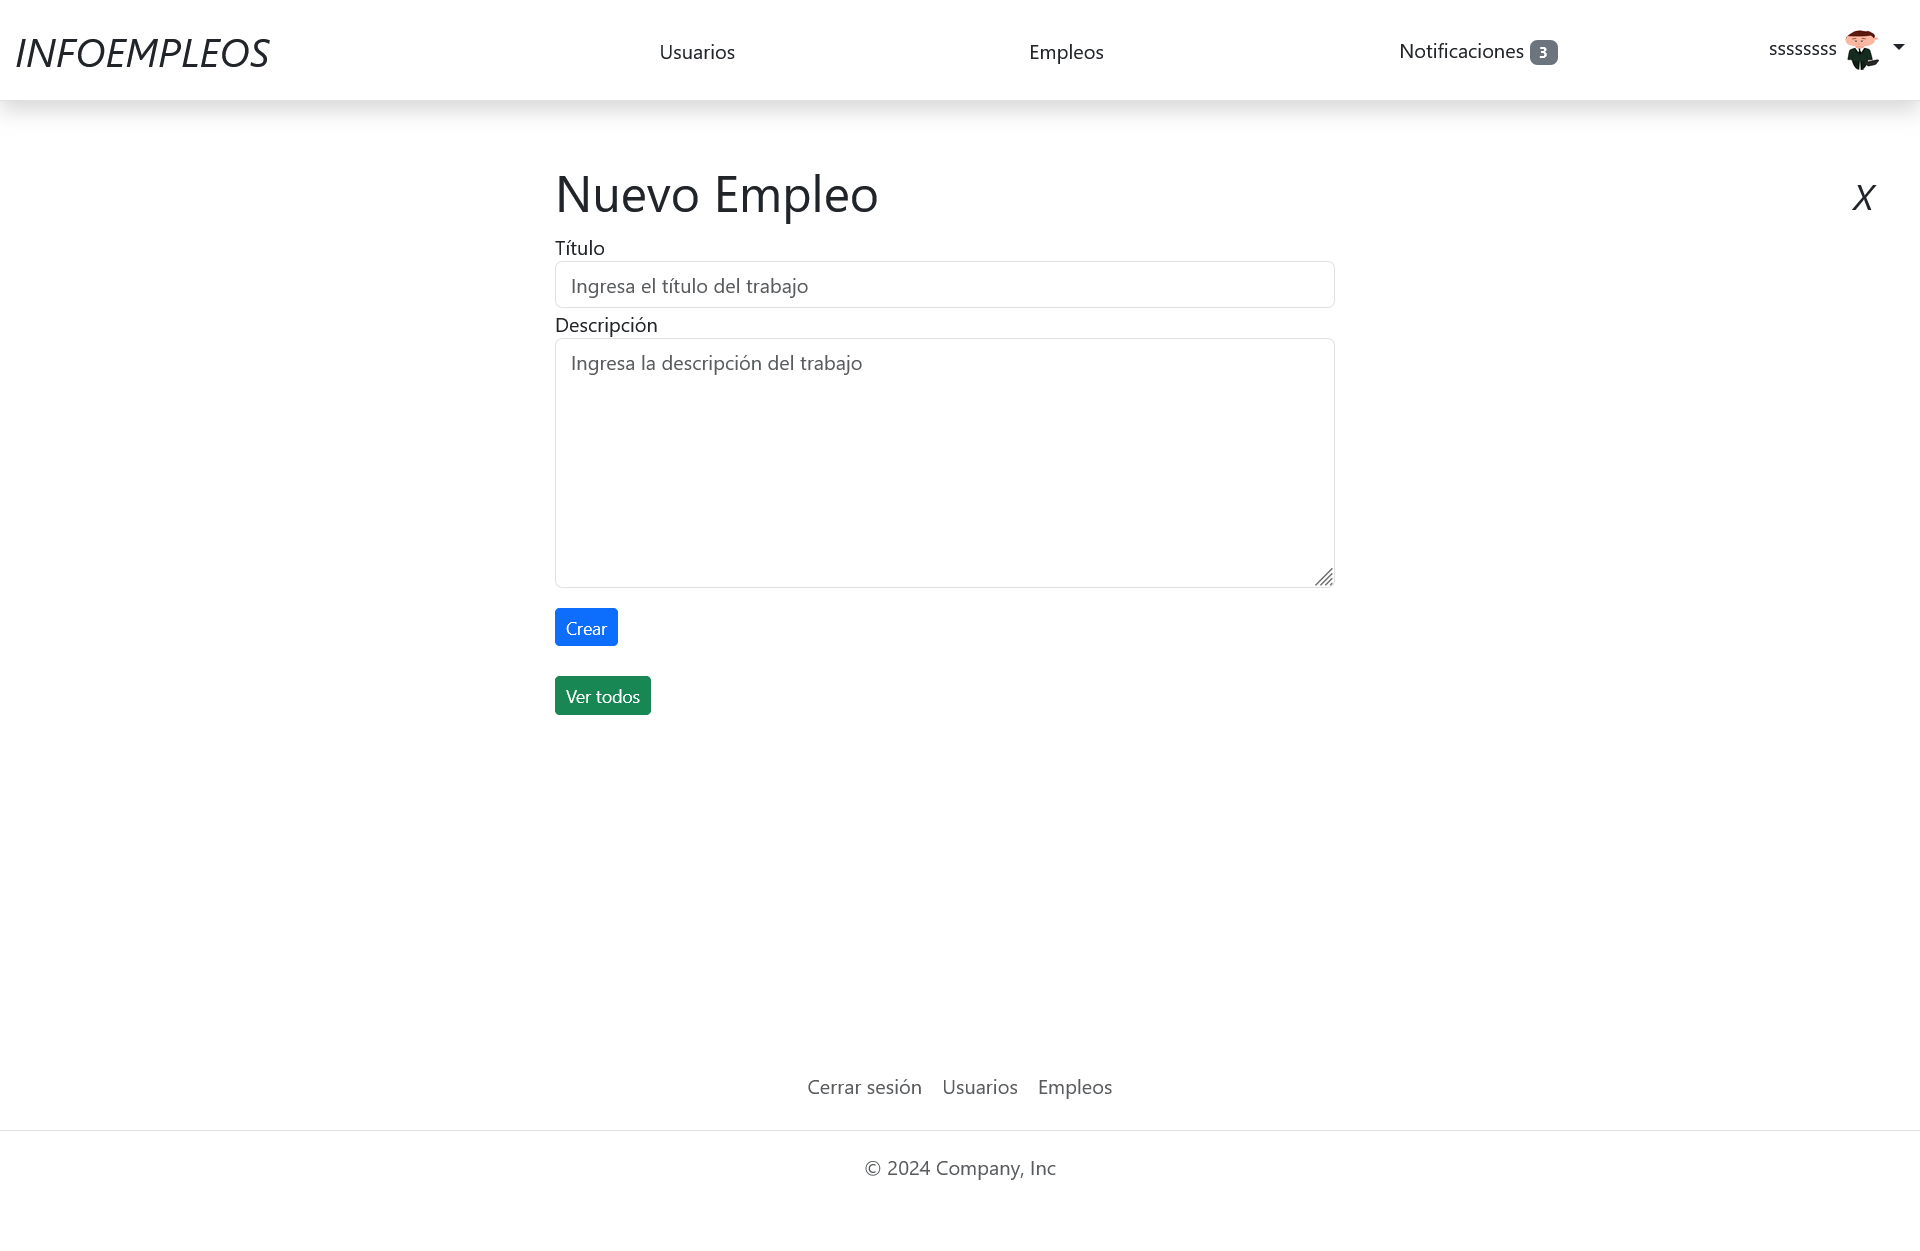 INFOEMPLEOS
Usuarios
Empleos
Notificaciones 3
ssssssss
Nuevo Empleo
X
Título
Ingresa el título del trabajo
Descripción
Ingresa la descripción del trabajo
Crear
Ver todos
Cerrar sesión Usuarios Empleos
© 2024 Company, Inc